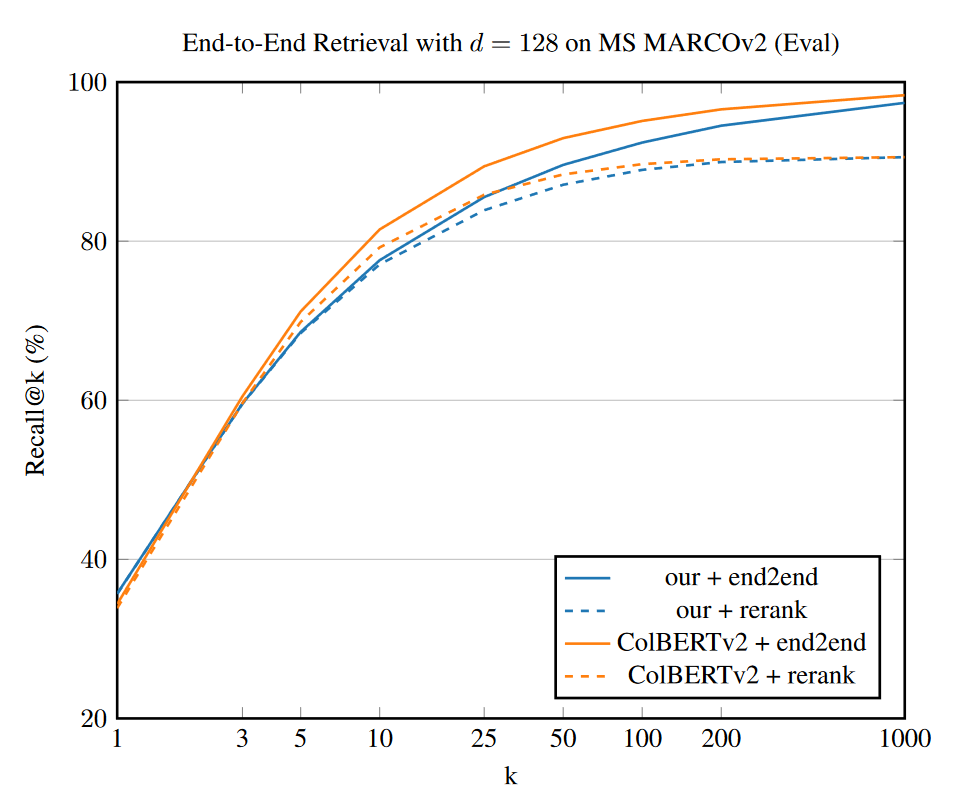 End-to-End Retrieval with d = 128 on MS MARCOv2 (Eval)
100
80
60
40
20
Recall@k (%)
our + end2end
our + rerank
ColBERTv2 + end2end
ColBERTv2 + rerank
1 3 5 10 25 50 100 200 1000
k